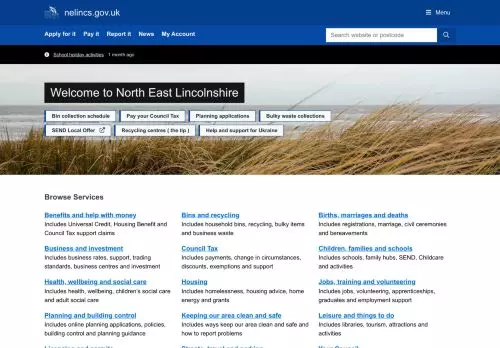 nelincs.gov.uk
Menu
Apply for it Pay it Report it News My Account
Search website or postcode
School holiday activities 1 month ago
Welcome to North East Lincolnshire
Bin collection schedule Pay your Council Tax Planning applications Bulky waste collections
SEND Local Offer Recycling centres ( the tip ) Help and support for Ukraine
Browse Services
Benefits and help with money Bins and recycling Births, marriages and deaths
Includes Universal Credit, Housing Benefit and Includes household bins, recycling, bulky items Includes registrations, marriage, civil ceremonies
Council Tax support claims and business waste and bereavements
Business and investment Council Tax Children, families and schools
Includes business rates, support, trading Includes payments, change in circumstances, Includes schools, family hubs, SEND, Childcare
standards, business centres and investment discounts, exemptions and support and activities
Health, wellbeing and social care Housing Jobs, training and volunteering
Includes health, wellbeing, children's social care Includes homelessness, housing advice, home Includes jobs, volunteering, apprenticeships,
and adult social care energy and grants graduates and employment support
Planning and building control Keeping our area clean and safe Leisure and things to do
Includes online planning applications, policies, Includes ways keep our area clean and safe and Includes libraries, tourism, attractions and
building control and planning guidance how to report problems activities